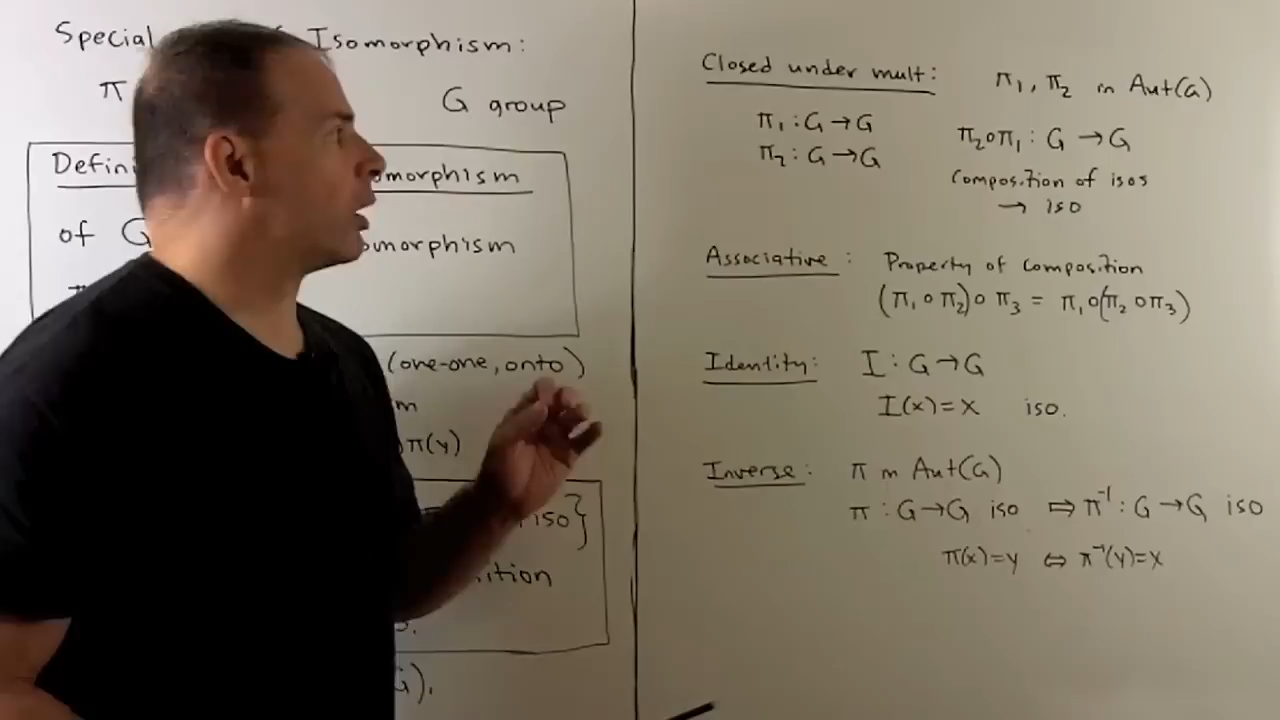 Special Isomorphism:
π
G group
omorphism
of G
omorphism
(one-one, onto)
m
π(y)
iso}
ition
G).
Closed under mult: π₁, π₂ in Aut(G)
π₁ : G → G
π₂ : G → G
π₂∘π₁ : G → G
Composition of isos
→ iso
Associative: Property of composition
(π₁ ∘ π₂) ∘ π₃ = π₁ ∘ (π₂ ∘ π₃)
Identity: I : G → G
I(x) = x iso.
Inverse: π in Aut(G)
π : G → G iso ⇒ π⁻¹ : G → G iso
π(x) = y ⇔ π⁻¹(y) = x